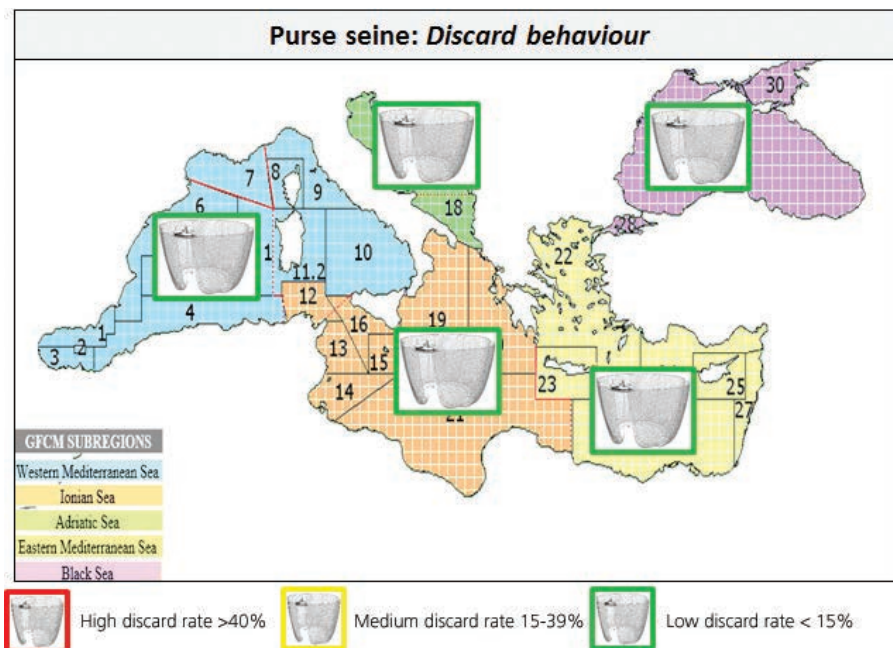 Purse seine: Discard behaviour
30
8
7
9
6
18
28
22
1
10
11.2
12
4
16
19
1
3
2
13
15
14
23
25
27
21
GFCM SUBREGIONS
Western Mediterranean Sea
Ionian Sea
Adriatic Sea
Eastern Mediterranean Sea
Black Sea
High discard rate >40%
Medium discard rate 15-39%
Low discard rate < 15%